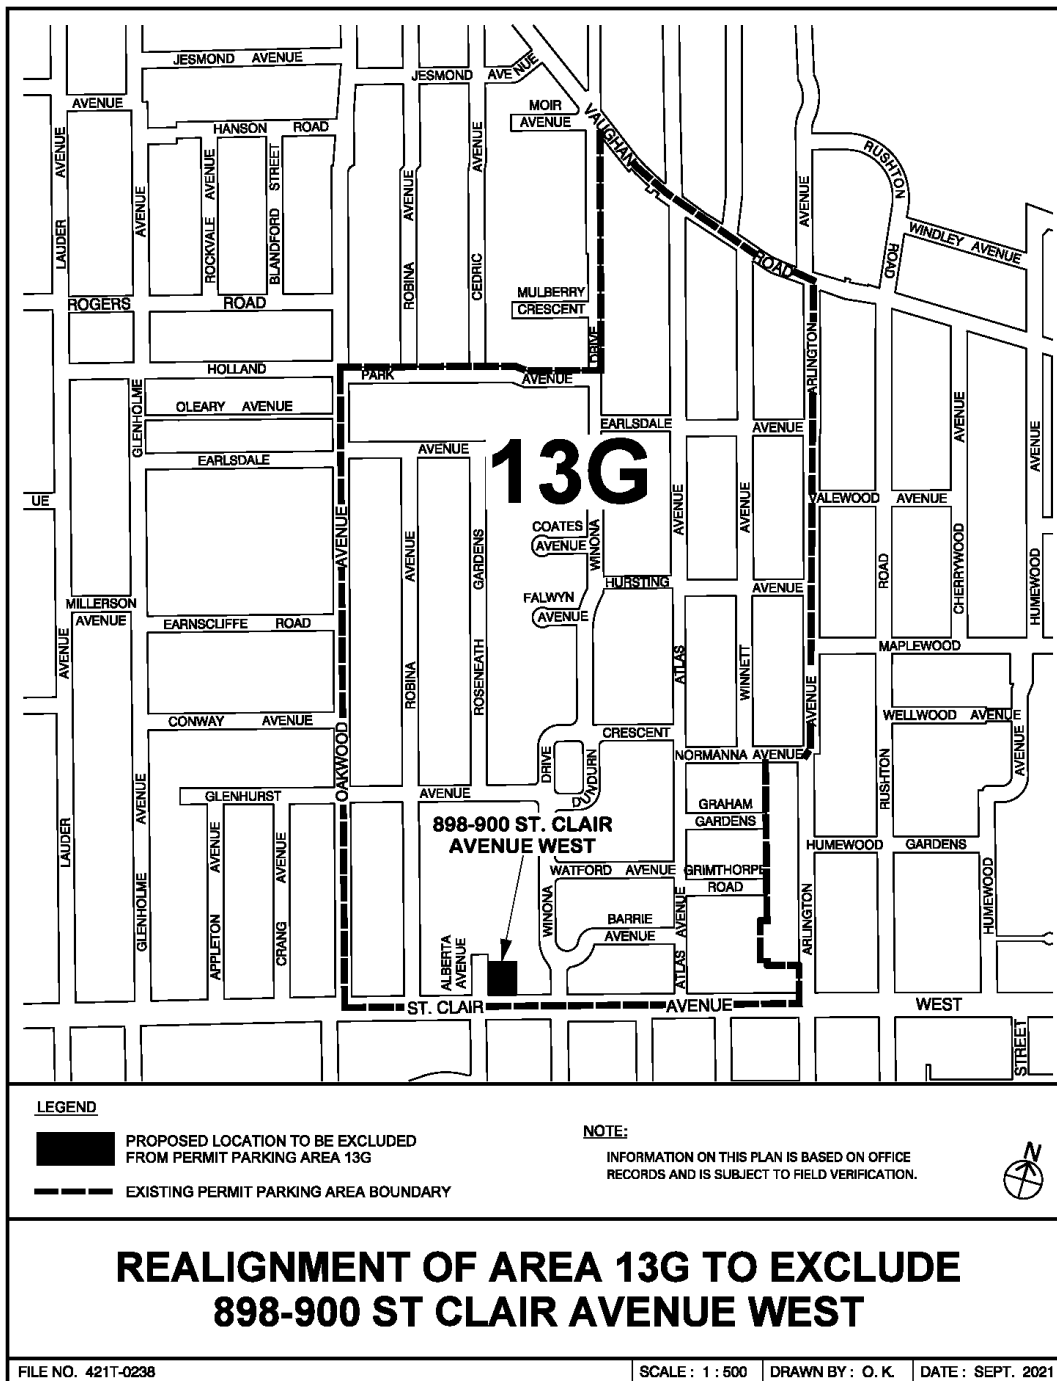 JESMOND AVENUE
JESMOND AVENUE
AVENUE
MOIR
AVENUE
HANSON ROAD
VAUGHAN
ROAD
RUSHTON
ROAD
WINDLEY AVENUE
LAUDER
AVENUE
AVENUE
ROCKVALE AVENUE
BLANDFORD STREET
ROBINA AVENUE
CEDRIC AVENUE
AVENUE
ARLINGTON
MULBERRY
CRESCENT
DRIVE
ROGERS ROAD
HOLLAND
PARK
AVENUE
OLEARY AVENUE
GLENHOLME
EARLSDALE
AVENUE
EARLSDALE
AVENUE
13G
UE
VALEWOOD AVENUE
CHERRYWOOD AVENUE
HUMEWOOD AVENUE
COATES
AVENUE
WINONA
AVENUE
AVENUE
ROAD
OAKWOOD AVENUE
ROBINA AVENUE
ROSENEATH GARDENS
FALWYN
AVENUE
HURSTING
AVENUE
MILLERSON
AVENUE
EARNSCLIFFE ROAD
AVENUE
ATLAS
WINNETT
AVENUE
MAPLEWOOD
CONWAY AVENUE
CRESCENT
DRIVE
DUNDURN
NORMANNA AVENUE
WELLWOOD AVENUE
AVENUE
RUSHTON
GLENHURST
AVENUE
GRAHAM
GARDENS
898-900 ST. CLAIR
AVENUE WEST
LAUDER
GLENHOLME AVENUE
APPLETON AVENUE
CRANG AVENUE
HUMEWOOD GARDENS
HUMEWOOD
WATFORD AVENUE
GRIMTHORPE
ROAD
WINONA
BARRIE
AVENUE
ALBERTA
AVENUE
ATLAS AVENUE
ARLINGTON
ST. CLAIR AVENUE WEST
STREET
LEGEND
PROPOSED LOCATION TO BE EXCLUDED
FROM PERMIT PARKING AREA 13G
EXISTING PERMIT PARKING AREA BOUNDARY
NOTE:
INFORMATION ON THIS PLAN IS BASED ON OFFICE
RECORDS AND IS SUBJECT TO FIELD VERIFICATION.
N
REALIGNMENT OF AREA 13G TO EXCLUDE
898-900 ST CLAIR AVENUE WEST
FILE NO. 421T-0238
SCALE : 1 : 500
DRAWN BY : O. K.
DATE : SEPT. 2021